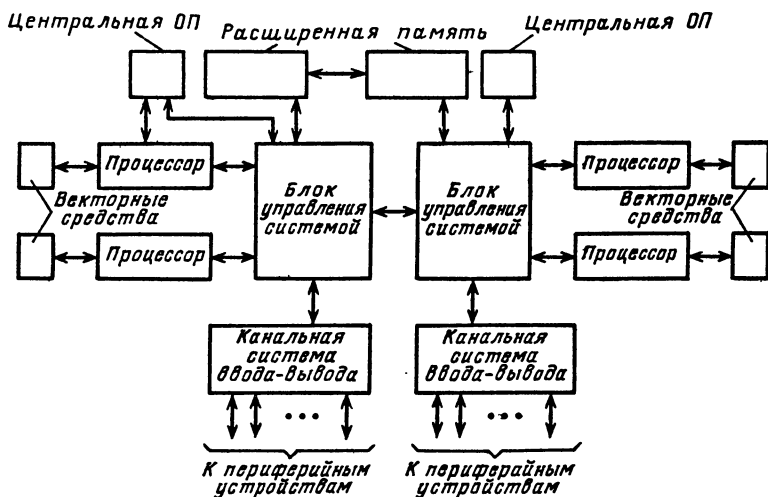 Центральная ОП
Расширенная память
Центральная ОП
Процессор
Векторные
средства
Процессор
Блок
управления
системой
Блок
управления
системой
Процессор
Векторные
средства
Процессор
Канальная
система
ввода-вывода
Канальная
система
ввода-вывода
К периферийным
устройствам
К периферайным
устройствам